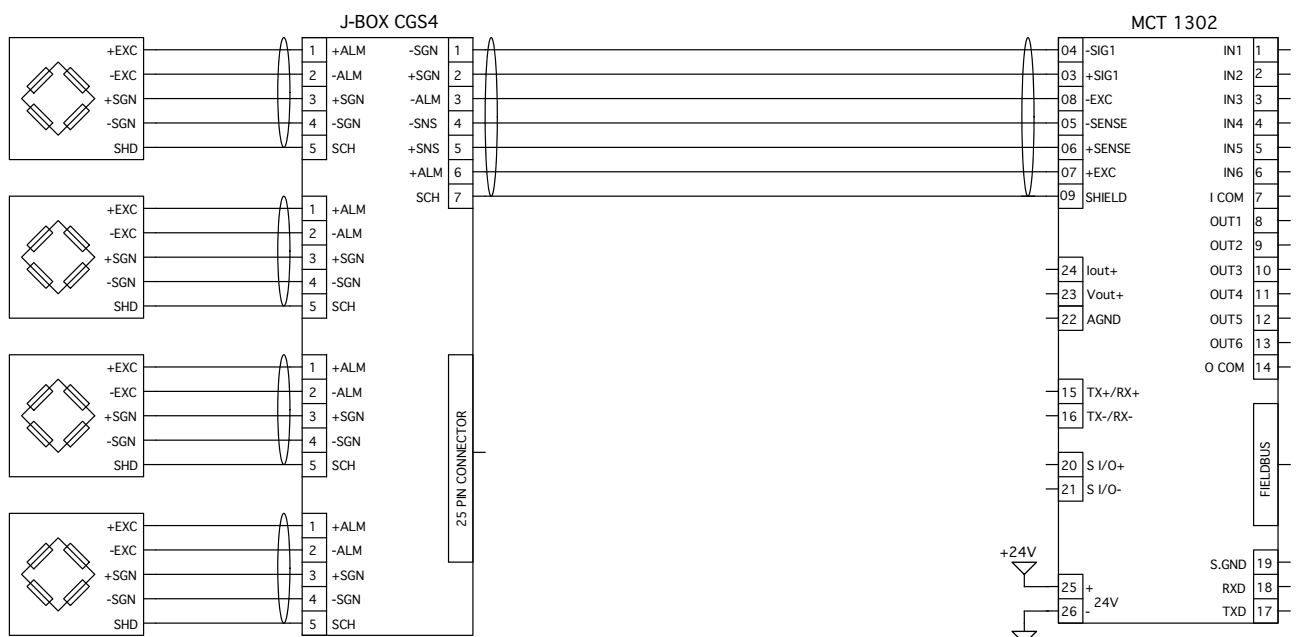 J-BOX CGS4
MCT 1302
+EXC
-EXC
+SGN
-SGN
SHD
1 +ALM
2 -ALM
3 +SGN
4 -SGN
5 SCH
+EXC
-EXC
+SGN
-SGN
SHD
1 +ALM
2 -ALM
3 +SGN
4 -SGN
5 SCH
+EXC
-EXC
+SGN
-SGN
SHD
1 +ALM
2 -ALM
3 +SGN
4 -SGN
5 SCH
+EXC
-EXC
+SGN
-SGN
SHD
1 +ALM
2 -ALM
3 +SGN
4 -SGN
5 SCH
-SGN 1
+SGN 2
-ALM 3
-SNS 4
+SNS 5
+ALM 6
SCH 7
25 PIN CONNECTOR
04 -SIG1
03 +SIG1
08 -EXC
05 -SENSE
06 +SENSE
07 +EXC
09 SHIELD
24 Iout+
23 Vout+
22 AGND
15 TX+/RX+
16 TX-/RX-
20 S I/O+
21 S I/O-
+24V
25 +
24V
26 -
IN1 1
IN2 2
IN3 3
IN4 4
IN5 5
IN6 6
I COM 7
OUT1 8
OUT2 9
OUT3 10
OUT4 11
OUT5 12
OUT6 13
O COM 14
FIELDBUS
S.GND 19
RXD 18
TXD 17